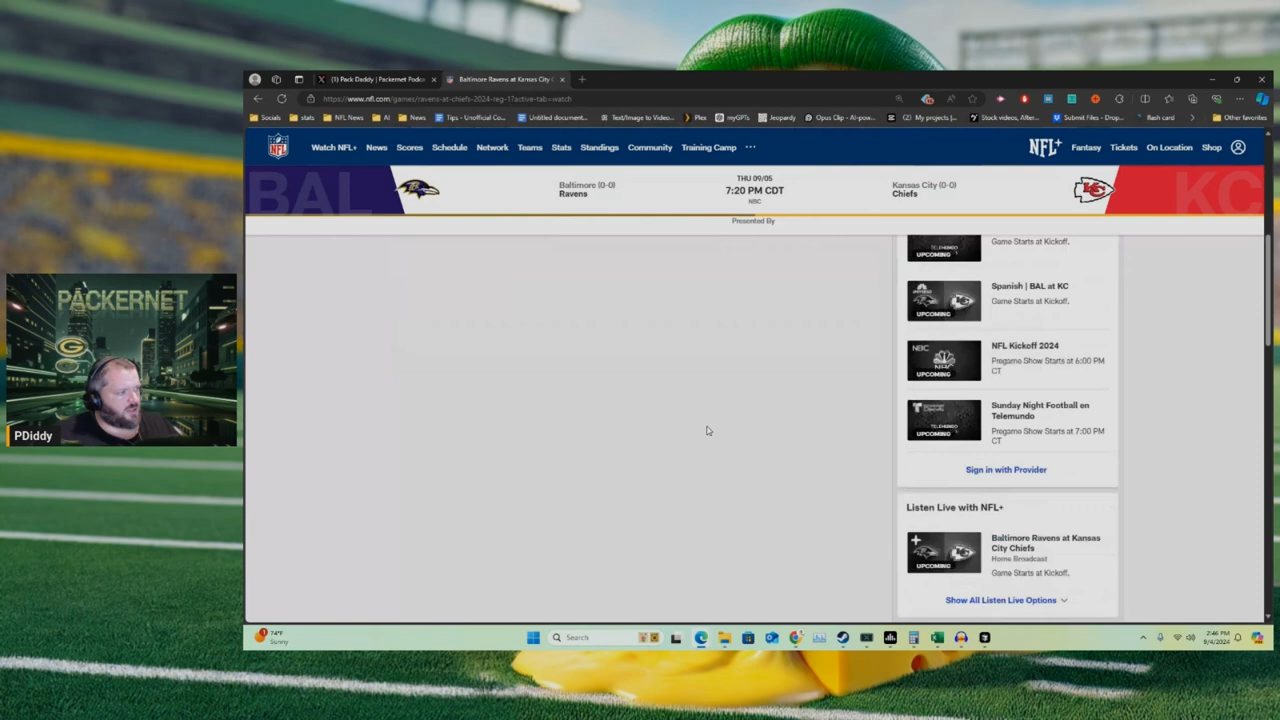 (1) Pack Daddy | Packernet Podc
Baltimore Ravens at Kansas City C
https://www.nfl.com/games/ravens-at-chiefs-2024-reg-1?active-tab=watch
Socials
stats
NFL News
AI
News
Tips - Unofficial Co...
Untitled document...
Text/Image to Video...
Plex
myGPTs
Jeopardy
Opus Clip - AI-pow...
(2) My projects |...
Stock videos, After...
Submit Files - Drop...
flash card
Other favorites
NFL
Watch NFL+
News
Scores
Schedule
Network
Teams
Stats
Standings
Community
Training Camp
NFL+
Fantasy
Tickets
On Location
Shop
BAL
Baltimore (0-0)
Ravens
THU 09/05
7:20 PM CDT
NBC
Kansas City (0-0)
Chiefs
KC
Presented By
TELEMUNDO
UPCOMING
Game Starts at Kickoff.
UPCOMING
Spanish | BAL at KC
Game Starts at Kickoff.
NBC
UPCOMING
NFL Kickoff 2024
Pregame Show Starts at 6:00 PM
CT
TELEMUNDO
UPCOMING
Sunday Night Football en
Telemundo
Pregame Show Starts at 7:00 PM
CT
Sign in with Provider
Listen Live with NFL+
UPCOMING
Baltimore Ravens at Kansas
City Chiefs
Home Broadcast
Game Starts at Kickoff.
Show All Listen Live Options
PACKERNET
G
PDiddy
74°F
Sunny
Search
2:46 PM
9/4/2024